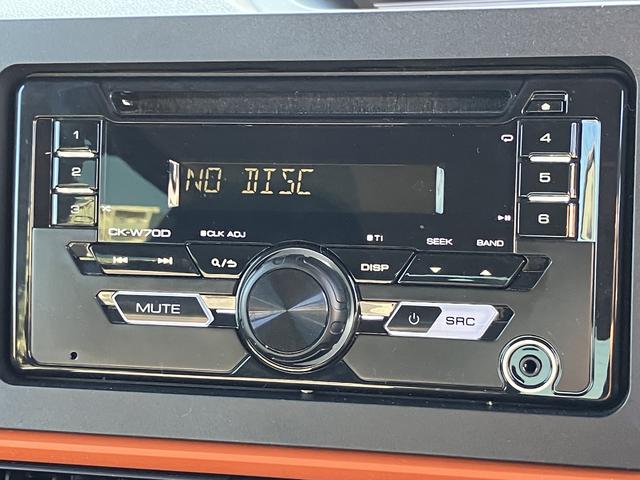 1
2
3
4
5
6
NO DISC
CK-W70D
CLK ADJ
TI
SEEK
BAND
DISP
MUTE
SRC